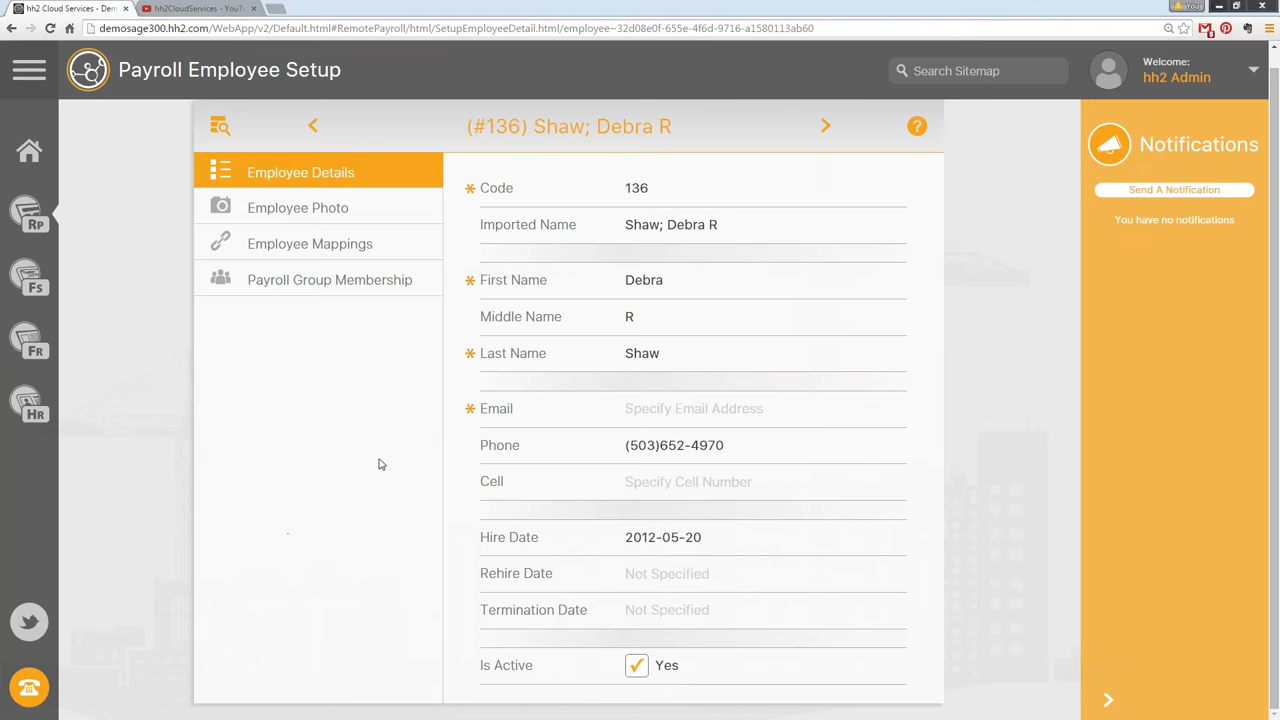 hh2 Cloud Services - Dem
hh2CloudServices - YouT
You
demosage300.hh2.com/WebApp/v2/Default.html#RemotePayroll/html/SetupEmployeeDetail.html/employee~32d08e0f-655e-4f6d-9716-a1580113ab60
Payroll Employee Setup
Search Sitemap
Welcome:
hh2 Admin
(#136) Shaw; Debra R
?
Notifications
Send A Notification
You have no notifications
Employee Details
Employee Photo
Employee Mappings
Payroll Group Membership
RP
FS
FR
HR
* Code 136
Imported Name Shaw; Debra R
* First Name Debra
Middle Name R
* Last Name Shaw
* Email Specify Email Address
Phone (503)652-4970
Cell Specify Cell Number
Hire Date 2012-05-20
Rehire Date Not Specified
Termination Date Not Specified
Is Active Yes